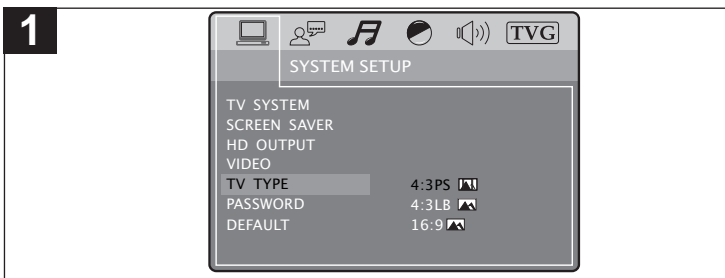 1
TVG
SYSTEM SETUP
TV SYSTEM
SCREEN SAVER
HD OUTPUT
VIDEO
TV TYPE 4:3PS
PASSWORD 4:3LB
DEFAULT 16:9